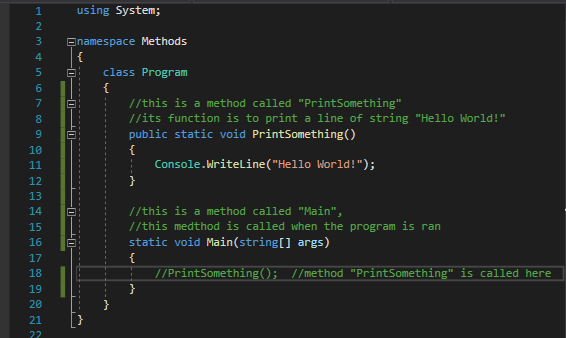 1 using System;
2
3 namespace Methods
4 {
5 class Program
6 {
7 //this is a method called "PrintSomething"
8 //its function is to print a line of string "Hello World!"
9 public static void PrintSomething()
10 {
11 Console.WriteLine("Hello World!");
12 }
13
14 //this is a method called "Main",
15 //this medthod is called when the program is ran
16 static void Main(string[] args)
17 {
18 //PrintSomething();  //method "PrintSomething" is called here
19 }
20 }
21 }
22